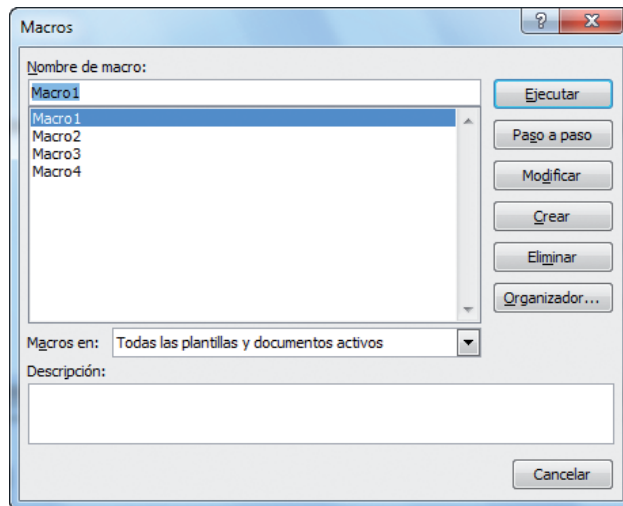 Macros
Nombre de macro:
Macro1
Ejecutar
Macro1
Macro2
Macro3
Macro4
Paso a paso
Modificar
Crear
Eliminar
Organizador...
Macros en: Todas las plantillas y documentos activos
Descripción:
Cancelar